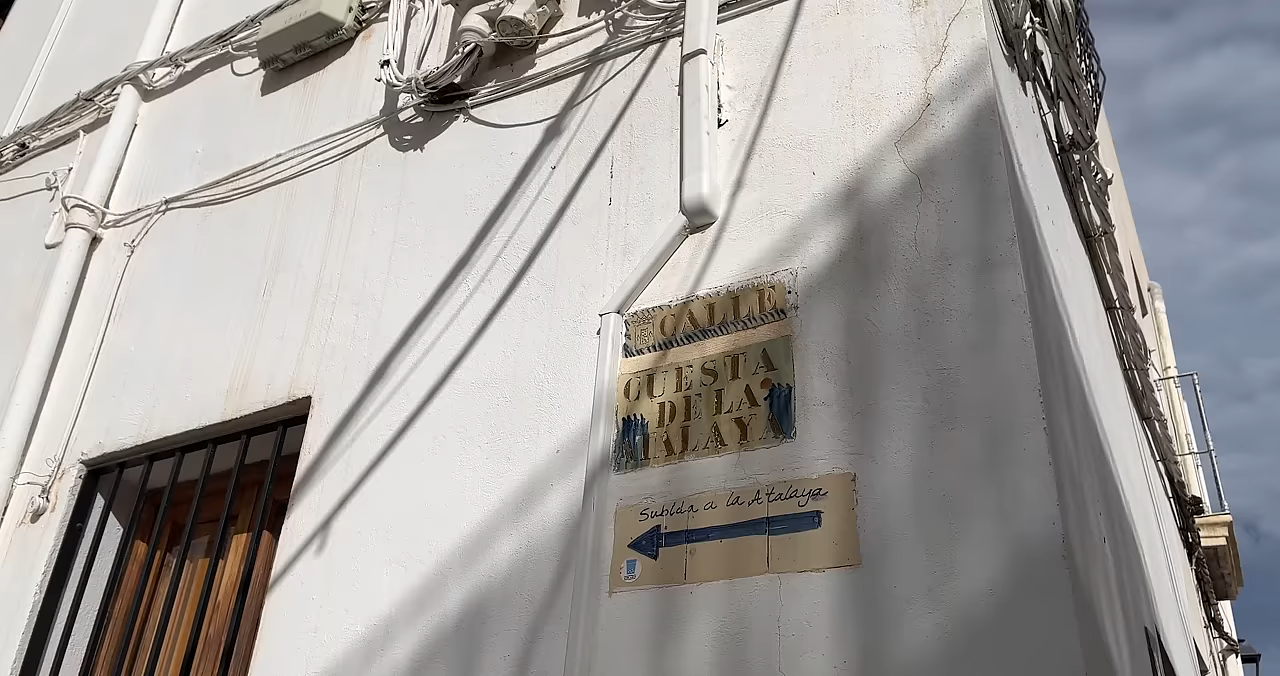 CALLE
CUESTA
DE LA
ATALAYA
Subida a la Atalaya